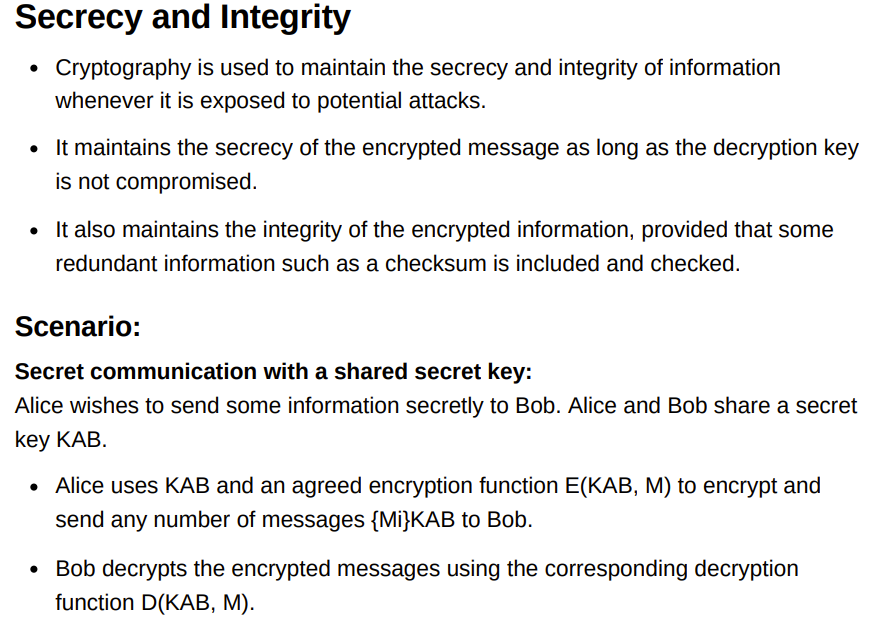 Secrecy and Integrity
• Cryptography is used to maintain the secrecy and integrity of information
whenever it is exposed to potential attacks.
• It maintains the secrecy of the encrypted message as long as the decryption key
is not compromised.
• It also maintains the integrity of the encrypted information, provided that some
redundant information such as a checksum is included and checked.
Scenario:
Secret communication with a shared secret key:
Alice wishes to send some information secretly to Bob. Alice and Bob share a secret
key KAB.
• Alice uses KAB and an agreed encryption function E(KAB, M) to encrypt and
send any number of messages {Mi}KAB to Bob.
• Bob decrypts the encrypted messages using the corresponding decryption
function D(KAB, M).